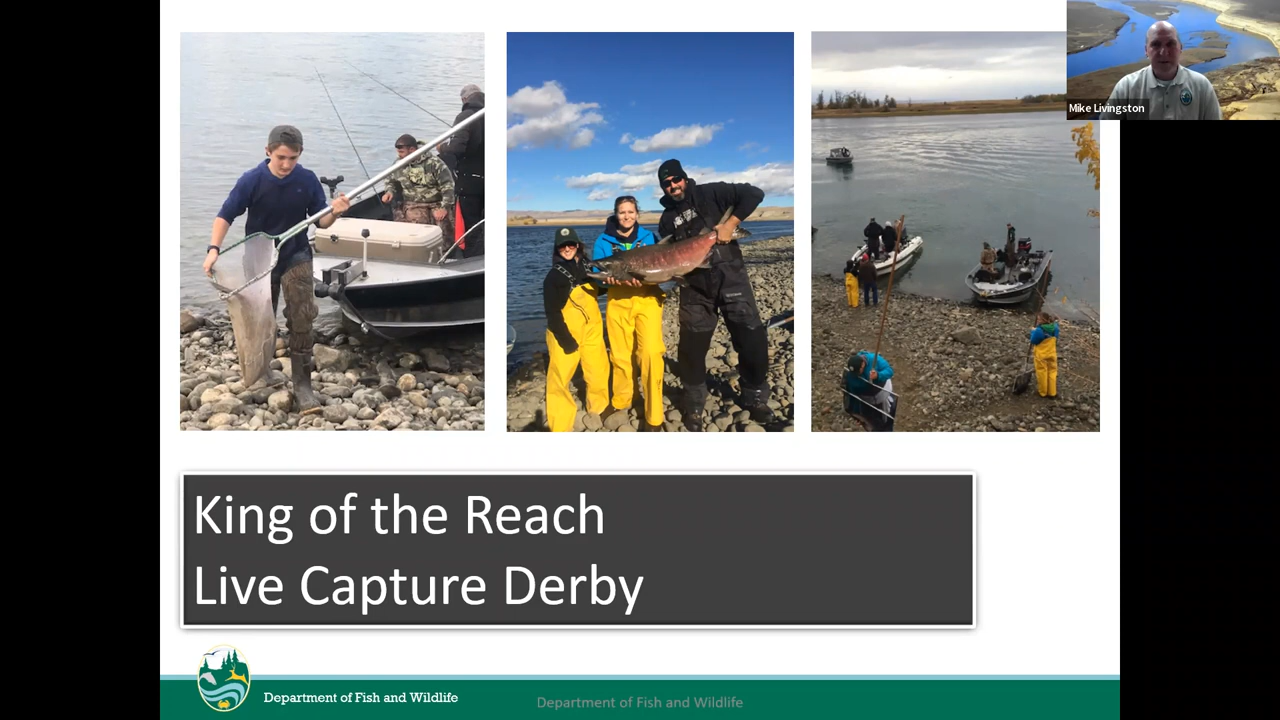 Mike Livingston
King of the Reach
Live Capture Derby
Department of Fish and Wildlife
Department of Fish and Wildlife